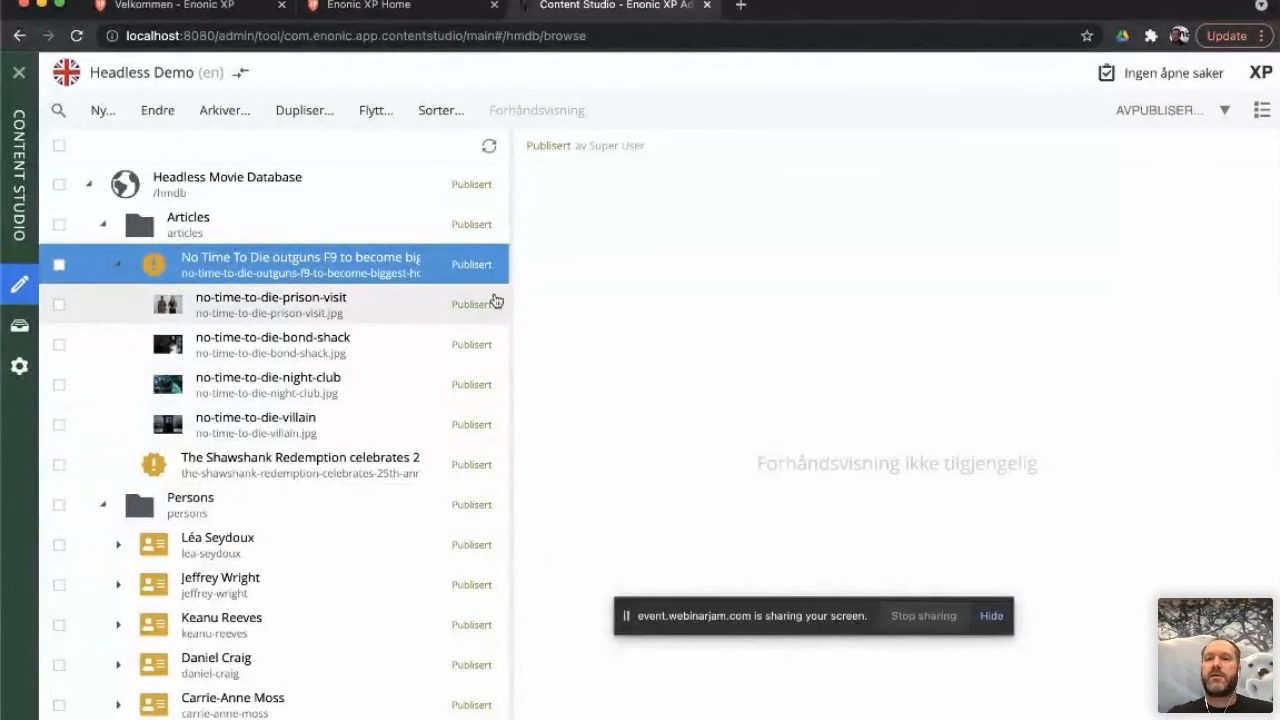 Velkommen - Enonic XP
Enonic XP Home
Content Studio - Enonic XP Ad
localhost:8080/admin/tool/com.enonic.app.contentstudio/main#/hmdb/browse
Update
Headless Demo (en)
Ingen åpne saker
XP
CONTENT STUDIO
Ny...
Endre
Arkiver...
Dupliser...
Flytt...
Sorter...
Forhåndsvisning
AVPUBLISER...
Publisert av Super User
Headless Movie Database
/hmdb
Publisert
Articles
articles
Publisert
No Time To Die outguns F9 to become big
no-time-to-die-outguns-f9-to-become-biggest-hc
Publisert
no-time-to-die-prison-visit
no-time-to-die-prison-visit.jpg
Publisert
no-time-to-die-bond-shack
no-time-to-die-bond-shack.jpg
Publisert
no-time-to-die-night-club
no-time-to-die-night-club.jpg
Publisert
no-time-to-die-villain
no-time-to-die-villain.jpg
Publisert
The Shawshank Redemption celebrates 2
the-shawshank-redemption-celebrates-25th-anr
Publisert
Forhåndsvisning ikke tilgjengelig
Persons
persons
Publisert
Léa Seydoux
lea-seydoux
Publisert
Jeffrey Wright
jeffrey-wright
Publisert
event.webinarjam.com is sharing your screen.
Stop sharing
Hide
Keanu Reeves
keanu-reeves
Publisert
Daniel Craig
daniel-craig
Publisert
Carrie-Anne Moss
carrie-anne-moss
Publisert